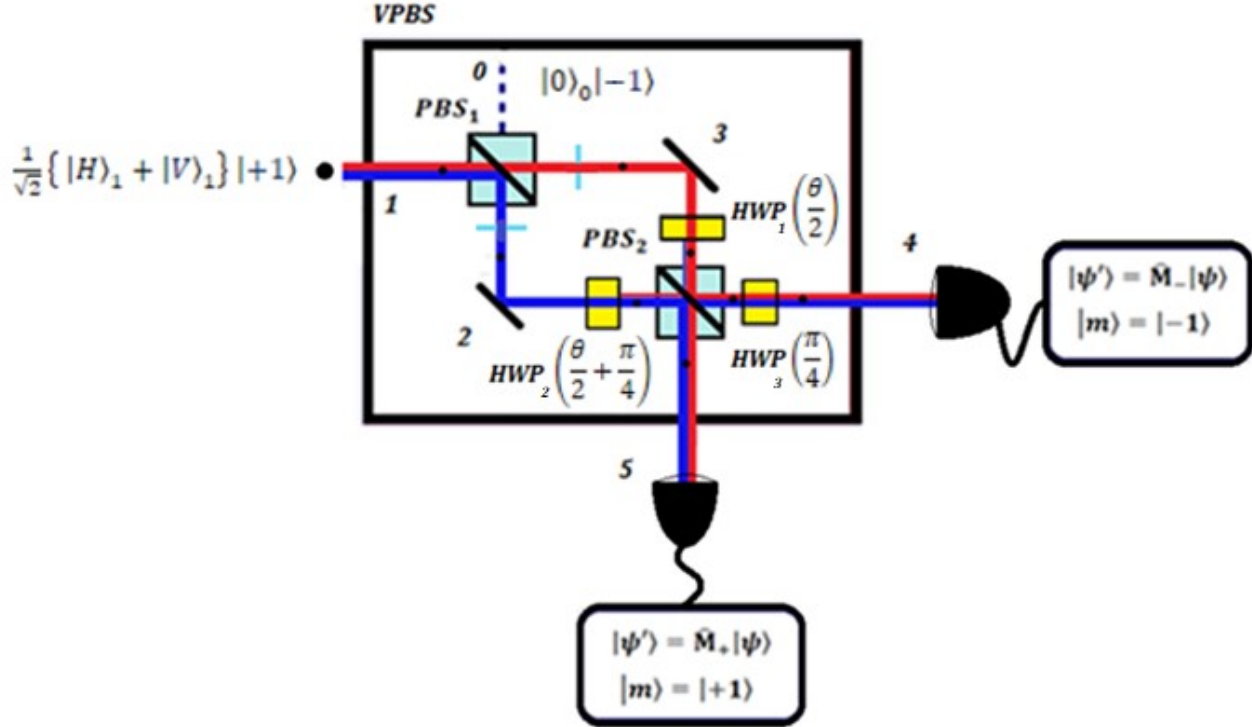 VPBS
0
|0⟩₀|−1⟩
PBS₁
3
1/√2 { |H⟩₁ + |V⟩₁ } |+1⟩
1
HWP₁(θ/2)
PBS₂
4
2
HWP₂(θ/2 + π/4)
HWP₃(π/4)
|ψ′⟩ = M̂₋|ψ⟩
|m⟩ = |−1⟩
5
|ψ′⟩ = M̂₊|ψ⟩
|m⟩ = |+1⟩